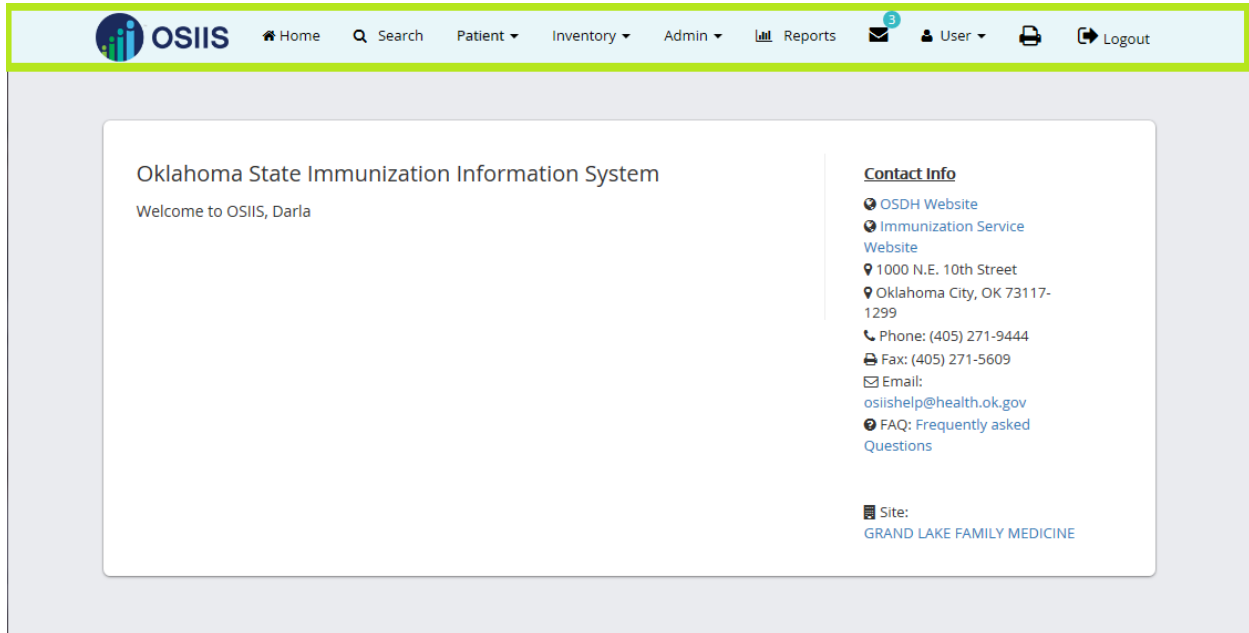 OSIIS Home Search Patient Inventory Admin Reports 3 User Logout
Oklahoma State Immunization Information System
Welcome to OSIIS, Darla
Contact Info
OSDH Website
Immunization Service
Website
1000 N.E. 10th Street
Oklahoma City, OK 73117-
1299
Phone: (405) 271-9444
Fax: (405) 271-5609
Email:
osiishelp@health.ok.gov
FAQ: Frequently asked
Questions
Site:
GRAND LAKE FAMILY MEDICINE